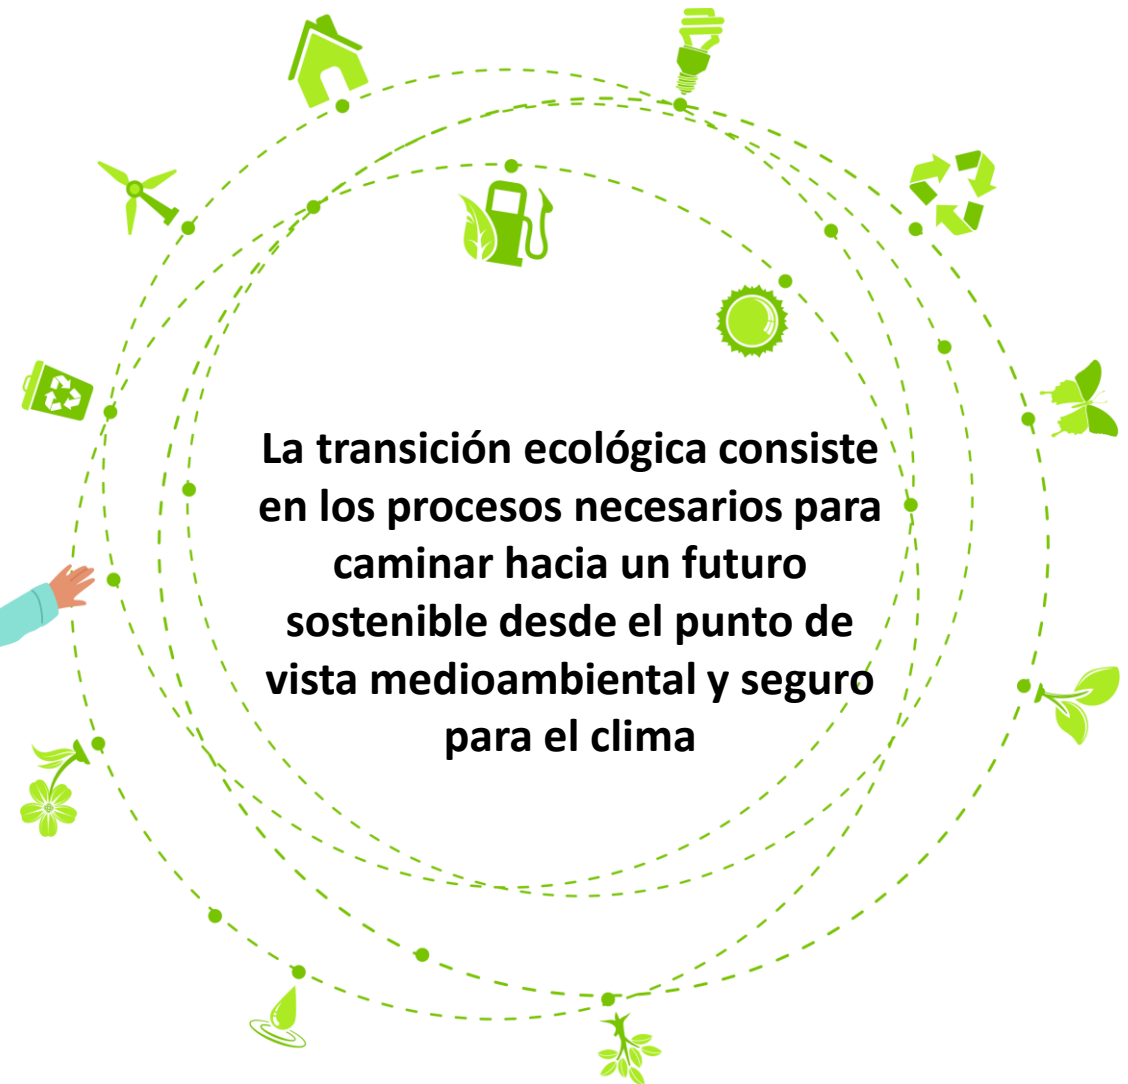 La transición ecológica consiste
en los procesos necesarios para
caminar hacia un futuro
sostenible desde el punto de
vista medioambiental y seguro
para el clima